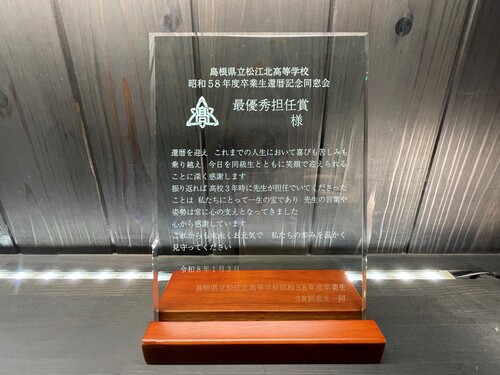 島根県立松江北高等学校
昭和58年度卒業生還暦記念同窓会
髙
最優秀担任賞
様
還暦を迎え これまでの人生において喜びも苦しみも
乗り越え 今日を同級生とともに笑顔で迎えられる
ことに深く感謝します
振り返れば 高校3年時に先生が担任でいてくださった
ことは 私たちにとって一生の宝であり 先生の言葉や
姿勢は常に心の支えとなってきました
心から感謝しています
これからも末永くお元気で 私たちの歩みを温かく
見守ってください
令和8年1月3日
島根県立松江北高等学校昭和58年度卒業生
3R同窓生一同